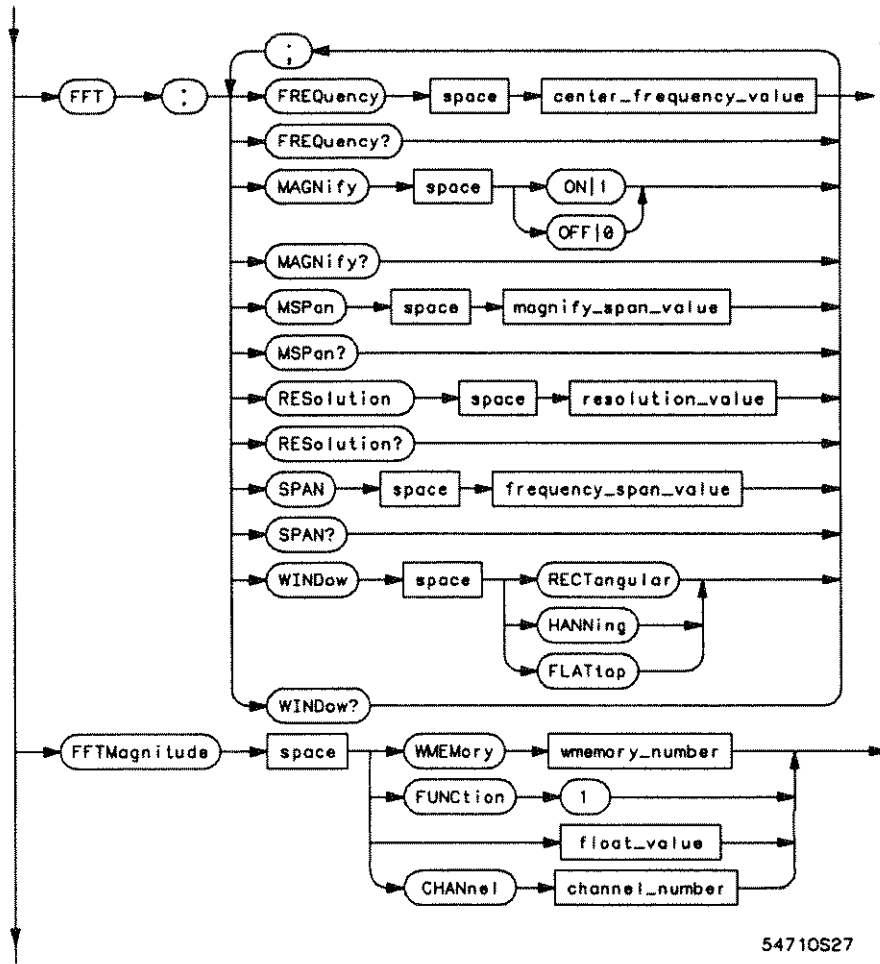 ;
FFT : FREQuency space center_frequency_value
FREQuency?
MAGNify space ON|1
OFF|0
MAGNify?
MSPan space magnify_span_value
MSPan?
RESolution space resolution_value
RESolution?
SPAN space frequency_span_value
SPAN?
WINDow space RECTangular
HANNing
FLATtop
WINDow?
FFTMagnitude space WMEMory wmemory_number
FUNCtion 1
float_value
CHANnel channel_number
54710S27